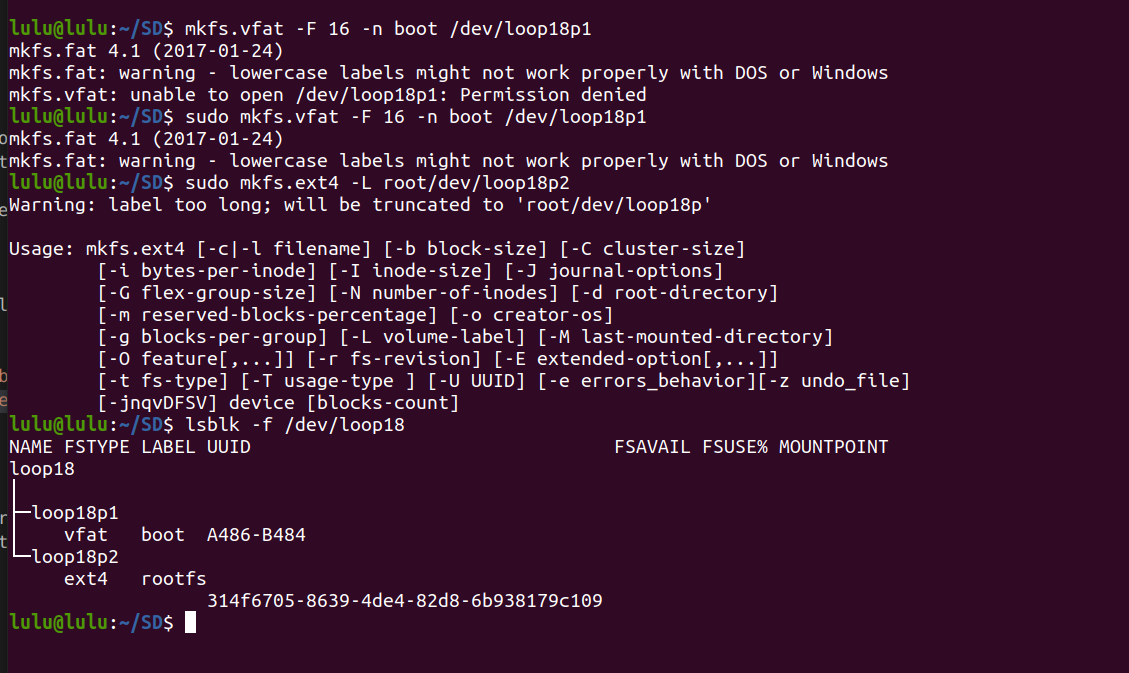 lulu@lulu:~/SD$ mkfs.vfat -F 16 -n boot /dev/loop18p1
mkfs.fat 4.1 (2017-01-24)
mkfs.fat: warning - lowercase labels might not work properly with DOS or Windows
mkfs.vfat: unable to open /dev/loop18p1: Permission denied
lulu@lulu:~/SD$ sudo mkfs.vfat -F 16 -n boot /dev/loop18p1
mkfs.fat 4.1 (2017-01-24)
mkfs.fat: warning - lowercase labels might not work properly with DOS or Windows
lulu@lulu:~/SD$ sudo mkfs.ext4 -L root/dev/loop18p2
Warning: label too long; will be truncated to 'root/dev/loop18p'

Usage: mkfs.ext4 [-c|-l filename] [-b block-size] [-C cluster-size]
        [-i bytes-per-inode] [-I inode-size] [-J journal-options]
        [-G flex-group-size] [-N number-of-inodes] [-d root-directory]
        [-m reserved-blocks-percentage] [-o creator-os]
        [-g blocks-per-group] [-L volume-label] [-M last-mounted-directory]
        [-O feature[,...]] [-r fs-revision] [-E extended-option[,...]]
        [-t fs-type] [-T usage-type ] [-U UUID] [-e errors_behavior][-z undo_file]
        [-jnqvDFSV] device [blocks-count]
lulu@lulu:~/SD$ lsblk -f /dev/loop18
NAME FSTYPE LABEL UUID                                 FSAVAIL FSUSE% MOUNTPOINT
loop18
│
├─loop18p1
│    vfat   boot  A486-B484
└─loop18p2
     ext4   rootfs
                  314f6705-8639-4de4-82d8-6b938179c109
lulu@lulu:~/SD$